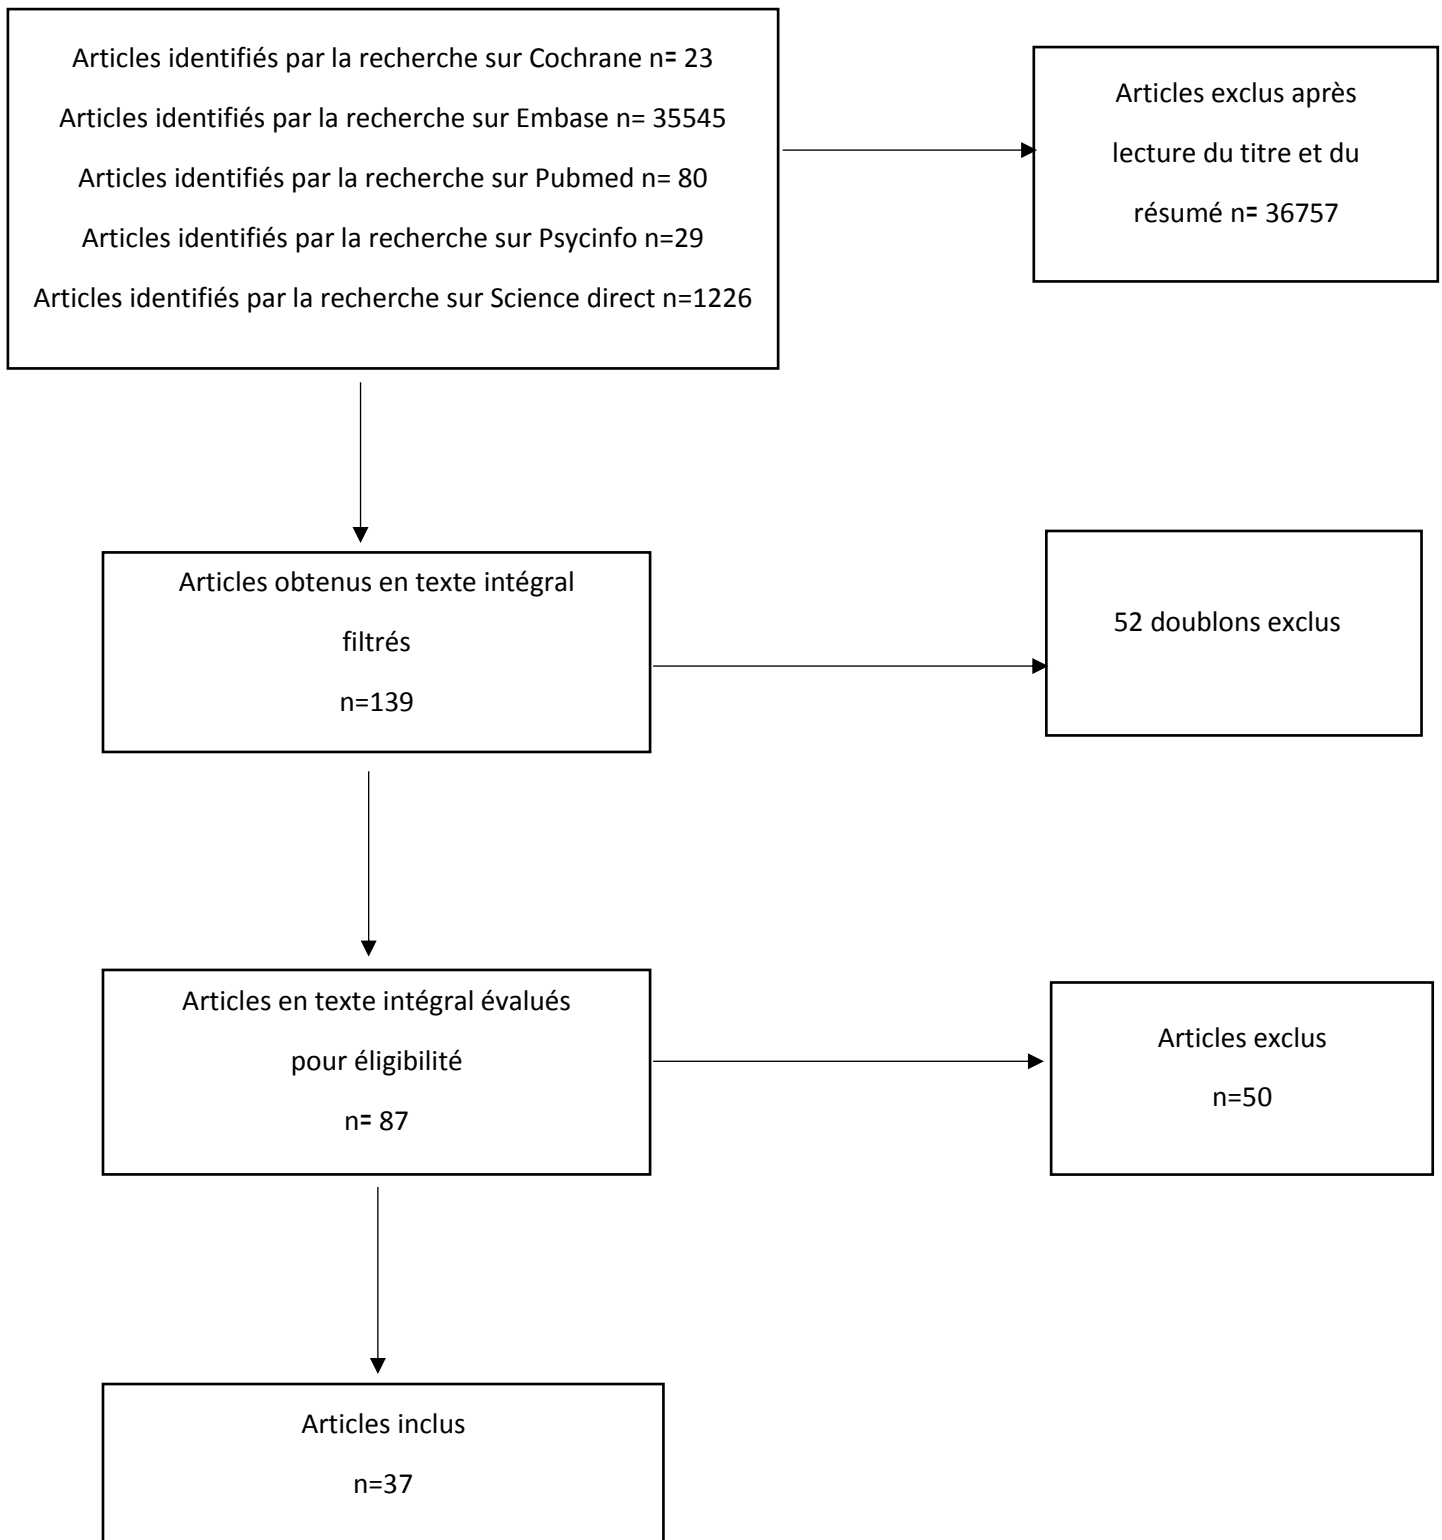 Articles identifiés par la recherche sur Cochrane n= 23
Articles identifiés par la recherche sur Embase n= 35545
Articles identifiés par la recherche sur Pubmed n= 80
Articles identifiés par la recherche sur Psycinfo n=29
Articles identifiés par la recherche sur Science direct n=1226
Articles exclus après
lecture du titre et du
résumé n= 36757
Articles obtenus en texte intégral
filtrés
n=139
52 doublons exclus
Articles en texte intégral évalués
pour éligibilité
n= 87
Articles exclus
n=50
Articles inclus
n=37